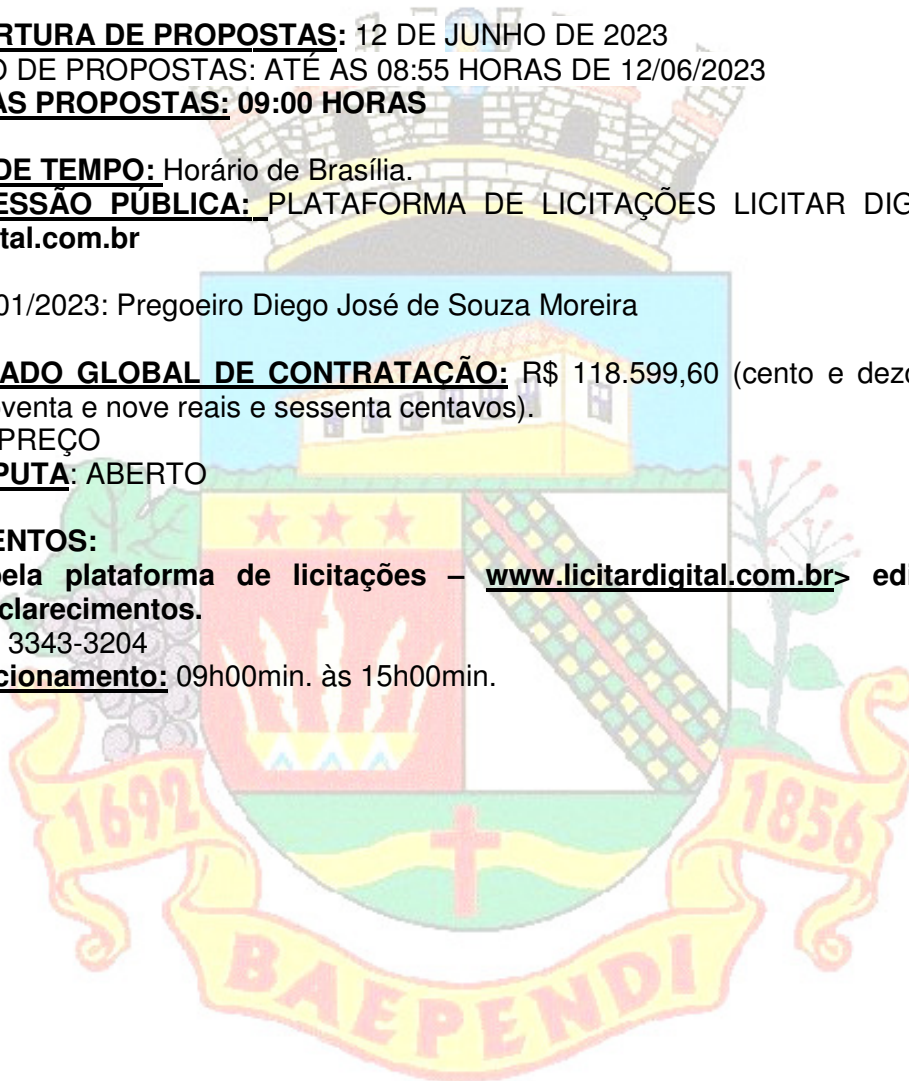 RTURA DE PROPOSTAS: 12 DE JUNHO DE 2023
O DE PROPOSTAS: ATÉ AS 08:55 HORAS DE 12/06/2023
AS PROPOSTAS: 09:00 HORAS
DE TEMPO: Horário de Brasília.
ESSÃO PÚBLICA: PLATAFORMA DE LICITAÇÕES LICITAR DIG
tal.com.br
01/2023: Pregoeiro Diego José de Souza Moreira
ADO GLOBAL DE CONTRATAÇÃO: R$ 118.599,60 (cento e dezo
oventa e nove reais e sessenta centavos).
PREÇO
PUTA: ABERTO
ENTOS:
pela plataforma de licitações – www.licitardigital.com.br> edi
clarecimentos.
3343-3204
cionamento: 09h00min. às 15h00min.
1692
1856
BAEPENDI